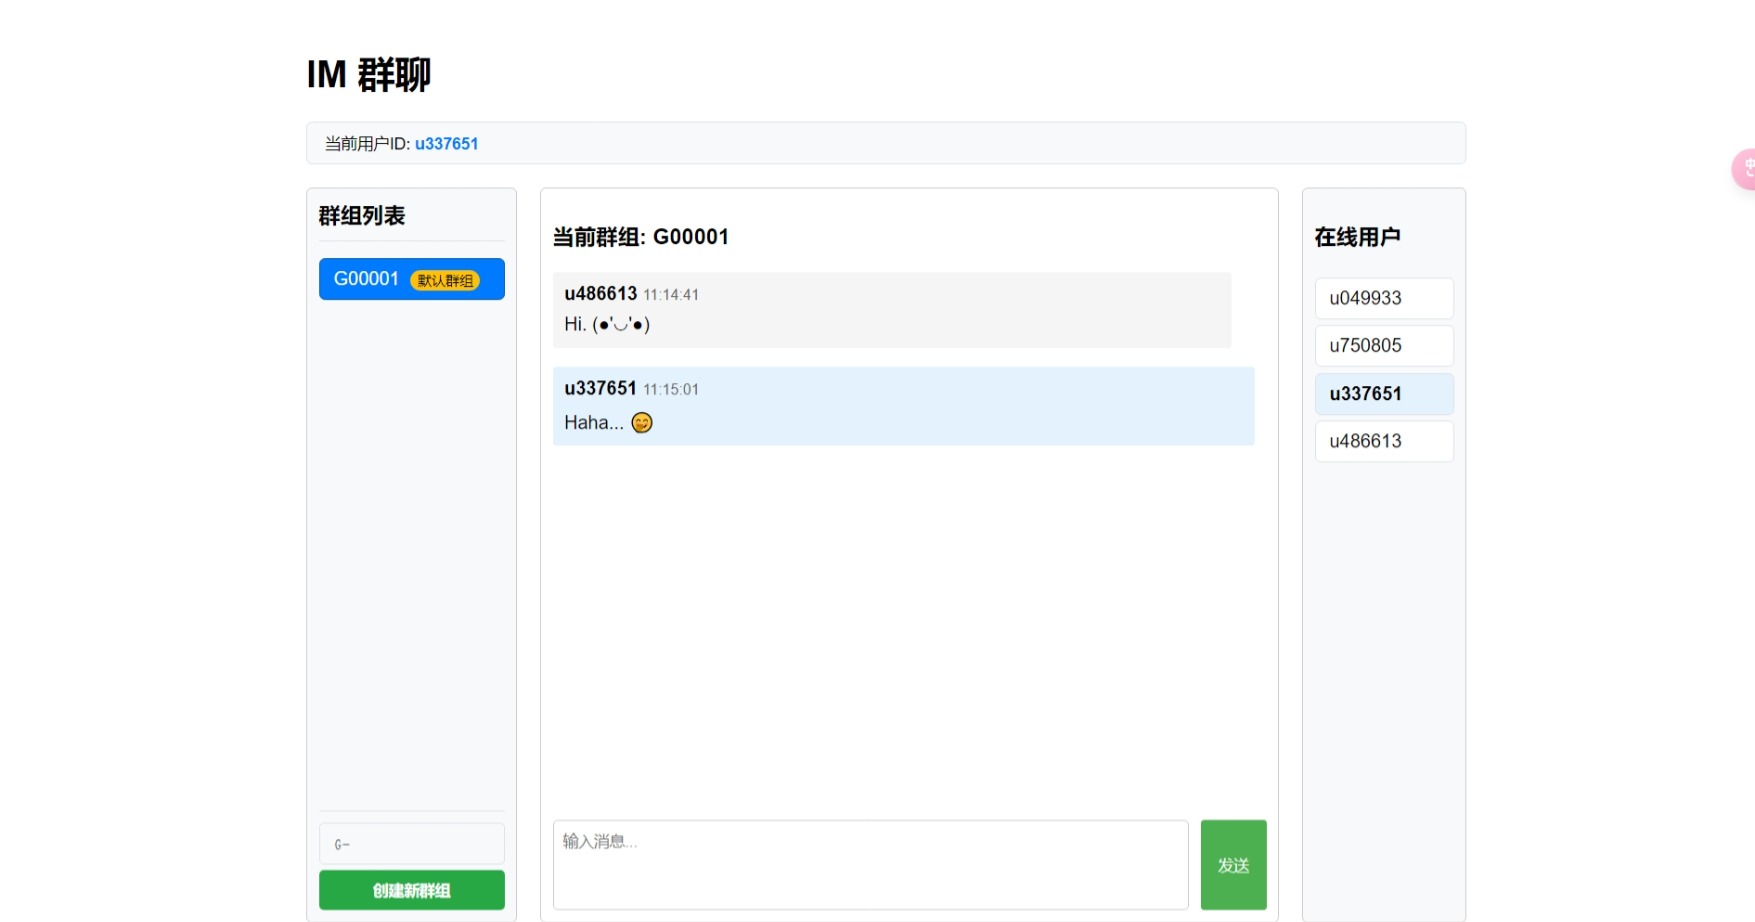 IM 群聊
当前用户ID: u337651
群组列表
G00001 默认群组
G-
创建新群组
当前群组: G00001
u486613 11:14:41
Hi. (●'◡'●)
u337651 11:15:01
Haha... 😋
输入消息...
发送
在线用户
u049933
u750805
u337651
u486613